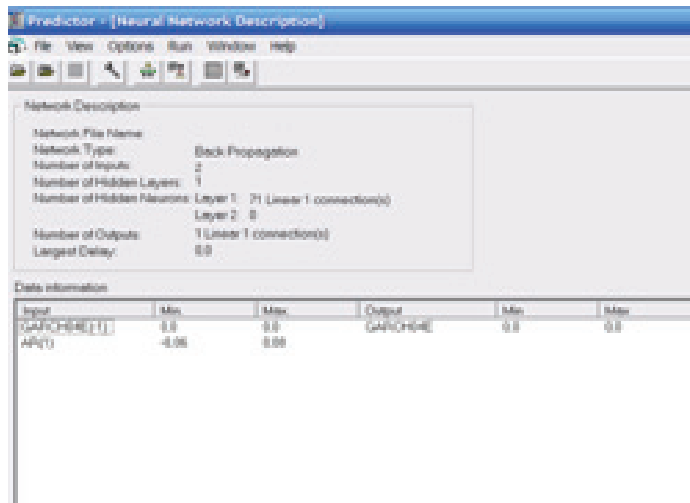 Predictor - [Neural Network Description]
File View Options Run Window Help
Network Description
Network File Name
Network Type: Back Propagation
Number of Inputs: 2
Number of Hidden Layers: 1
Number of Hidden Neurons: Layer 1: 71 Linear 1 connection(s)
Layer 2: 0
Number of Outputs: 1 Linear 1 connection(s)
Largest Delay: 0.0
Data information
Input Min. Max. Output Min. Max
0.0 0.0 0.0 0.0
AR(1) -0.06 0.08